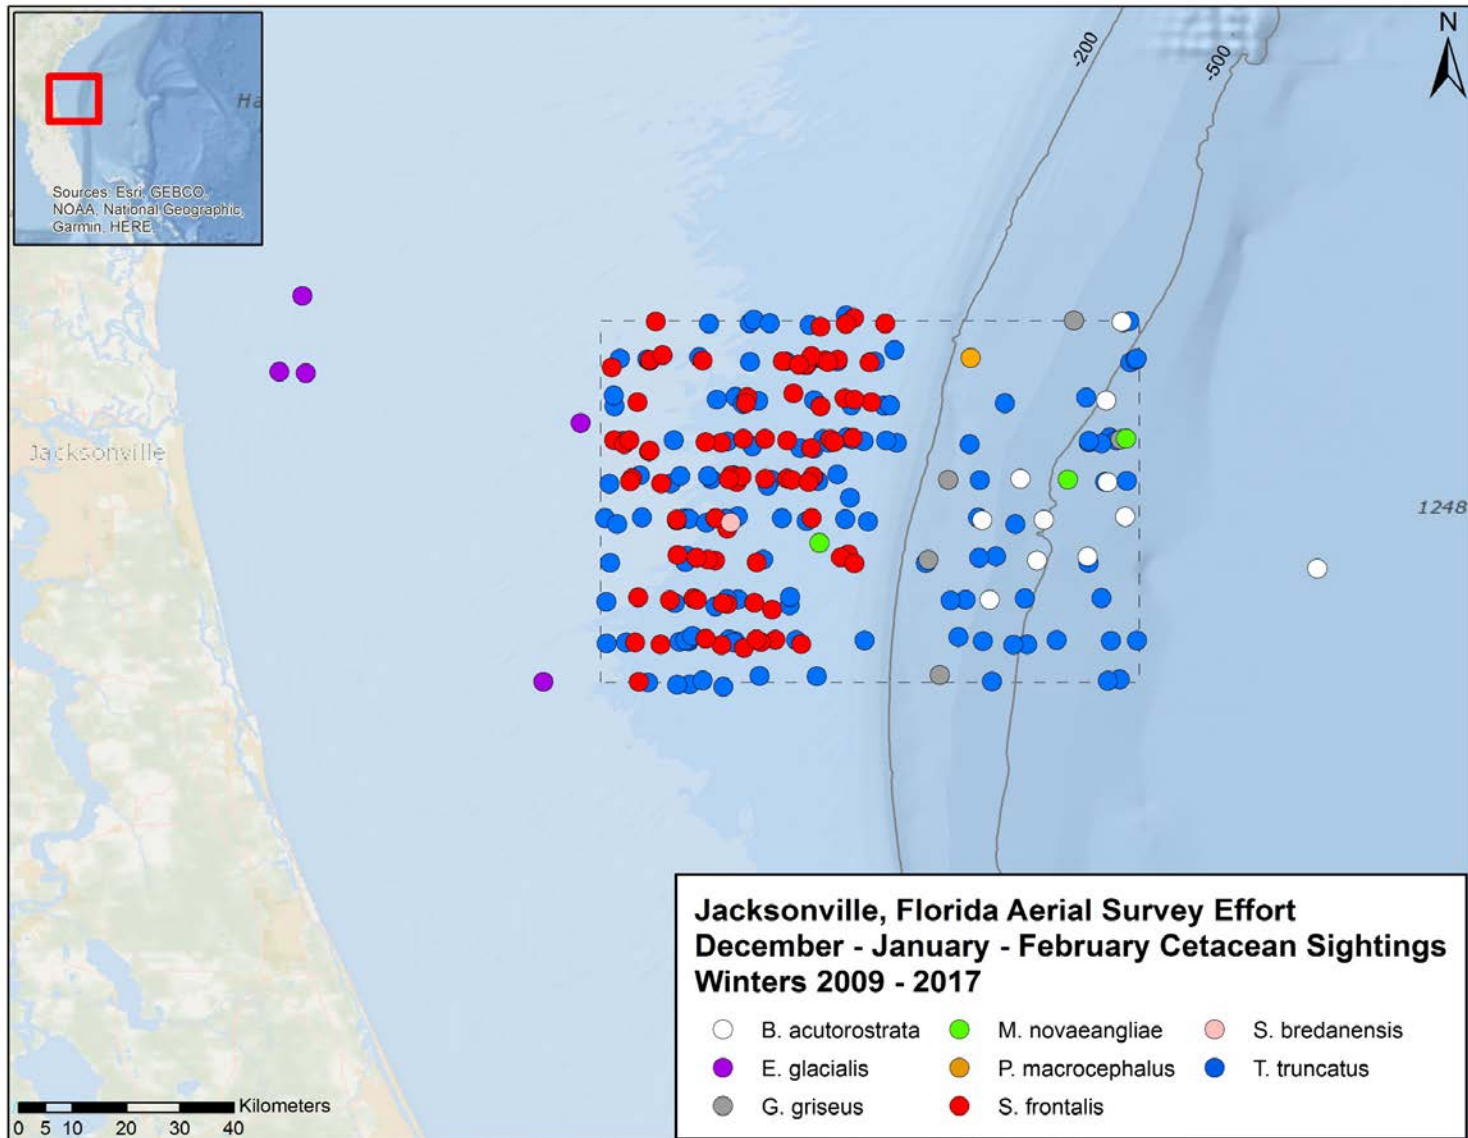 Ha
Sources: Esri, GEBCO,
NOAA, National Geographic,
Garmin, HERE.
-200
-500
N
Jacksonville
1248
Jacksonville, Florida Aerial Survey Effort
December - January - February Cetacean Sightings
Winters 2009 - 2017
B. acutorostrata
M. novaeangliae
S. bredanensis
E. glacialis
P. macrocephalus
T. truncatus
G. griseus
S. frontalis
Kilometers
0 5 10 20 30 40